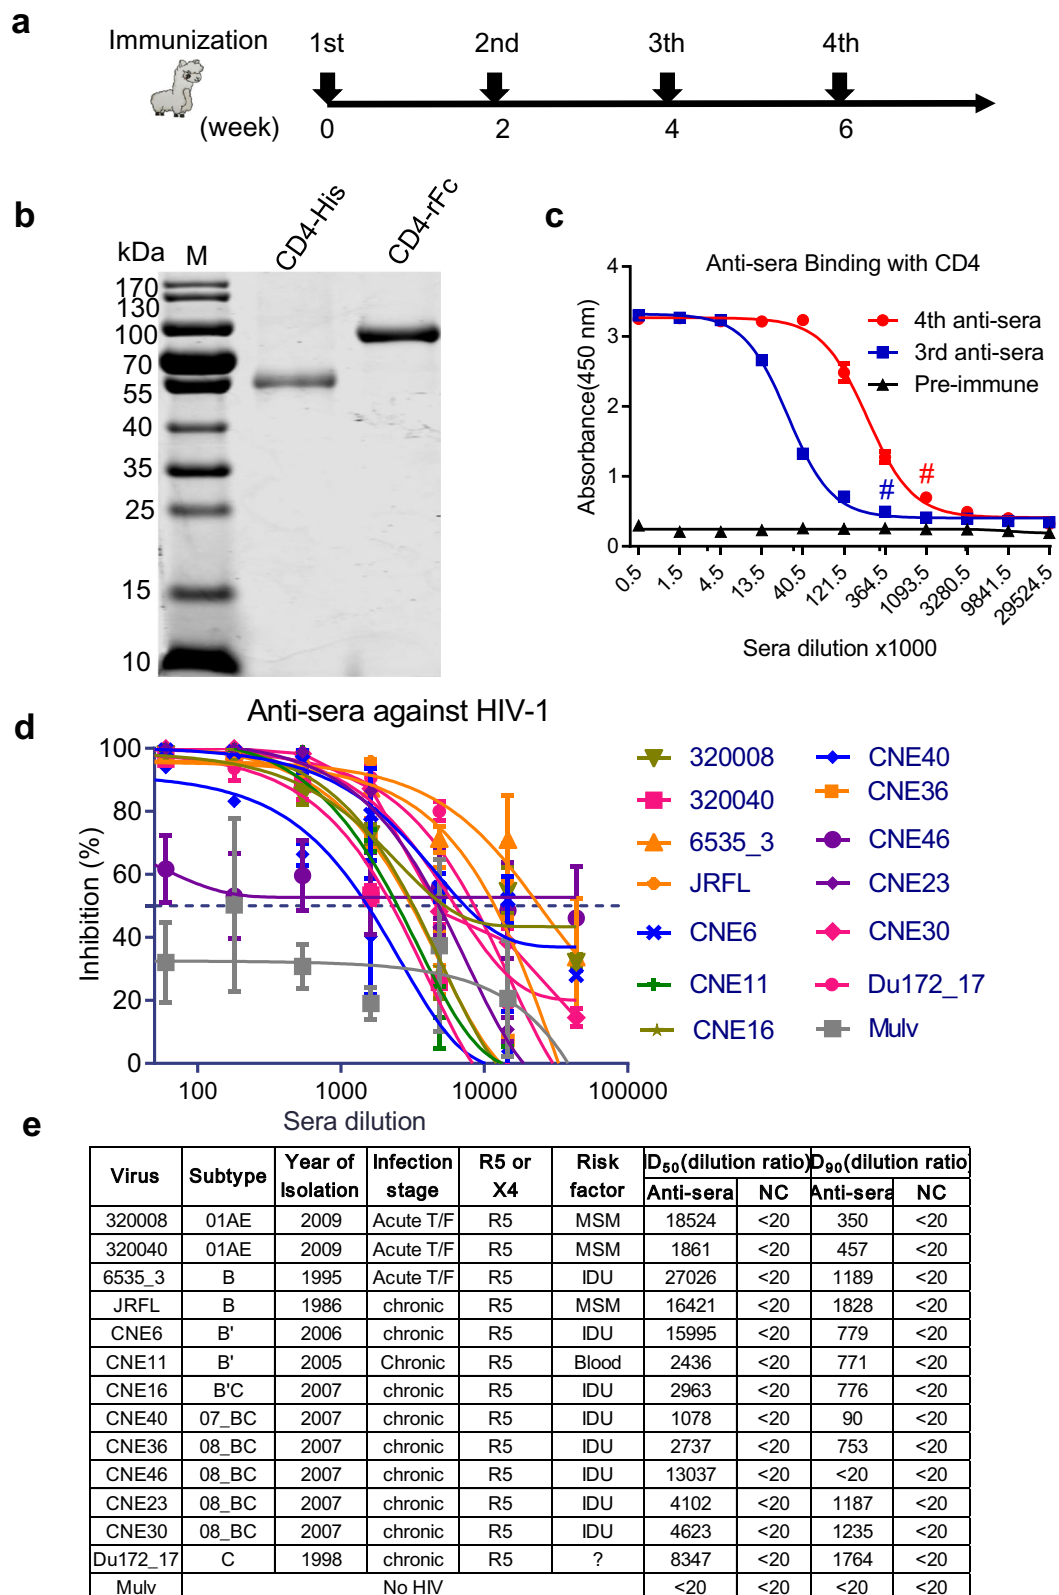 a
Immunization 1st 2nd 3th 4th
(week) 0 2 4 6
b
kDa M CD4-His CD4-rFc
170
130
100
70
55
40
35
25
15
10
c
Anti-sera Binding with CD4
Absorbance(450 nm)
4
3
2
1
0
4th anti-sera
3rd anti-sera
Pre-immune
# #
0.5 1.5 4.5 13.5 40.5 121.5 364.5 1093.5 3280.5 9841.5 29524.5
Sera dilution x1000
d
Anti-sera against HIV-1
Inhibition (%)
100
80
60
40
20
0
100 1000 10000 100000
Sera dilution
320008 CNE40
320040 CNE36
6535_3 CNE46
JRFL CNE23
CNE6 CNE30
CNE11 Du172_17
CNE16 Mulv
e
Virus Subtype Year of Isolation Infection stage R5 or X4 Risk factor ID50(dilution ratio) ID90(dilution ratio)
Anti-sera NC Anti-sera NC
320008 01AE 2009 Acute T/F R5 MSM 18524 <20 350 <20
320040 01AE 2009 Acute T/F R5 MSM 1861 <20 457 <20
6535_3 B 1995 Acute T/F R5 IDU 27026 <20 1189 <20
JRFL B 1986 chronic R5 MSM 16421 <20 1828 <20
CNE6 B' 2006 chronic R5 IDU 15995 <20 779 <20
CNE11 B' 2005 Chronic R5 Blood 2436 <20 771 <20
CNE16 B'C 2007 chronic R5 IDU 2963 <20 776 <20
CNE40 07_BC 2007 chronic R5 IDU 1078 <20 90 <20
CNE36 08_BC 2007 chronic R5 IDU 2737 <20 753 <20
CNE46 08_BC 2007 chronic R5 IDU 13037 <20 <20 <20
CNE23 08_BC 2007 chronic R5 IDU 4102 <20 1187 <20
CNE30 08_BC 2007 chronic R5 IDU 4623 <20 1235 <20
Du172_17 C 1998 chronic R5 ? 8347 <20 1764 <20
Mulv No HIV <20 <20 <20 <20